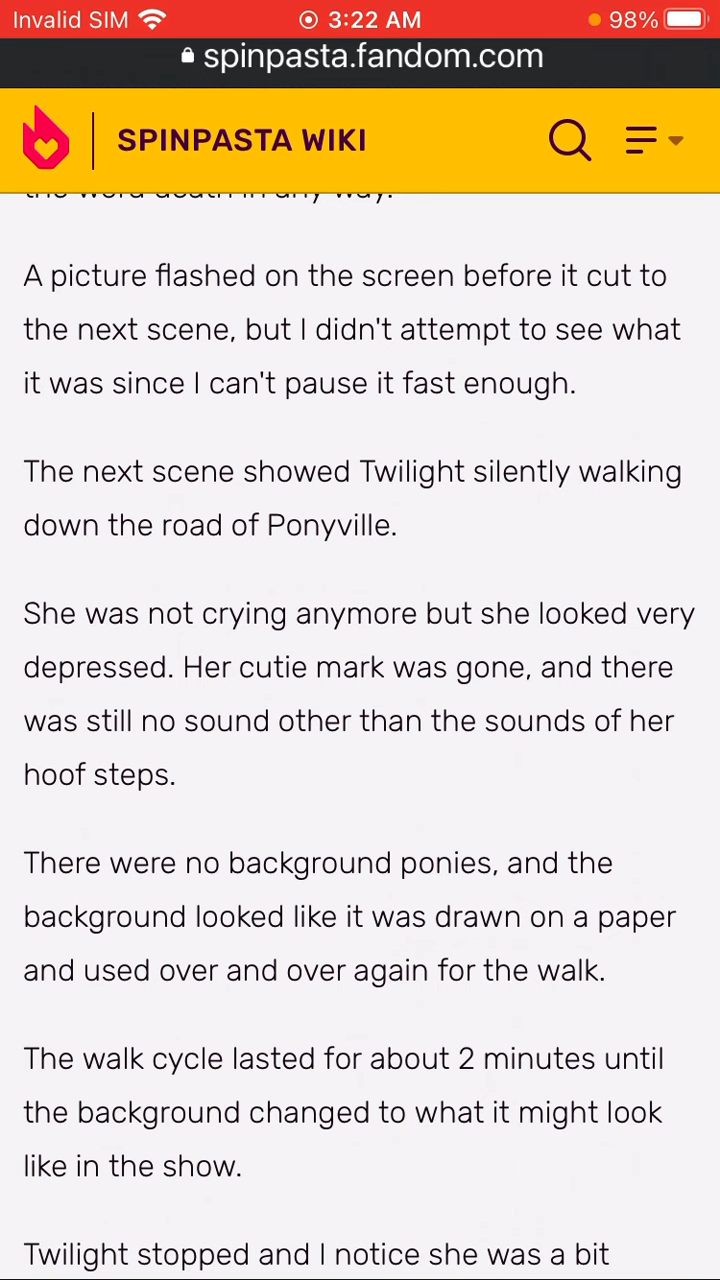 Invalid SIM 3:22 AM 98%
spinpasta.fandom.com
SPINPASTA WIKI
the word death in any way.
A picture flashed on the screen before it cut to
the next scene, but I didn't attempt to see what
it was since I can't pause it fast enough.
The next scene showed Twilight silently walking
down the road of Ponyville.
She was not crying anymore but she looked very
depressed. Her cutie mark was gone, and there
was still no sound other than the sounds of her
hoof steps.
There were no background ponies, and the
background looked like it was drawn on a paper
and used over and over again for the walk.
The walk cycle lasted for about 2 minutes until
the background changed to what it might look
like in the show.
Twilight stopped and I notice she was a bit